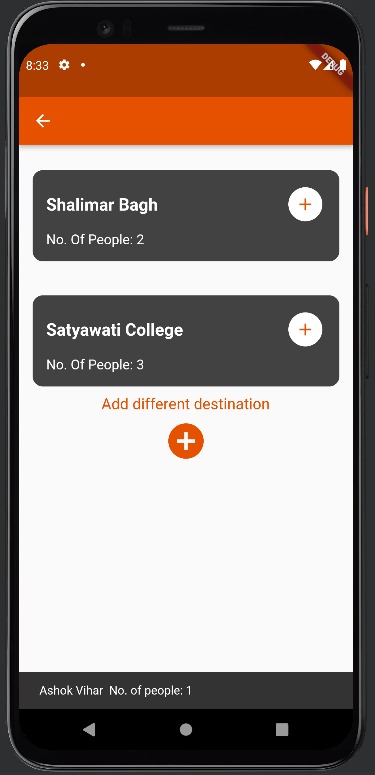 8:33
DEBUG
Shalimar Bagh
No. Of People: 2
Satyawati College
No. Of People: 3
Add different destination
Ashok Vihar  No. of people: 1